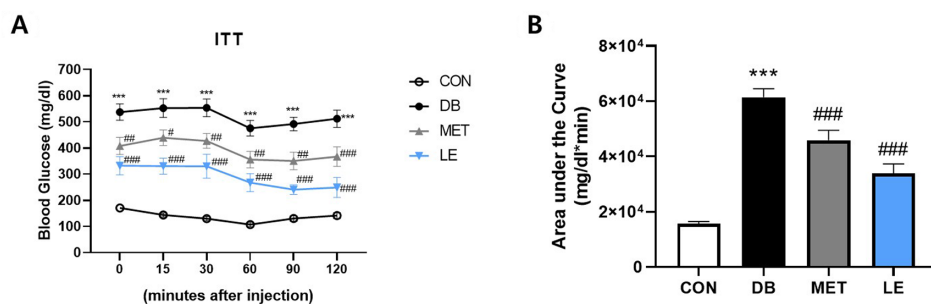 A
ITT
Blood Glucose (mg/dl)
700
600
500
400
300
200
100
0
*** *** *** *** *** ***
## # ## ## ## ###
### ### ### ### ### ###
0 15 30 60 90 120
(minutes after injection)
CON
DB
MET
LE
B
Area under the Curve
(mg/dl*min)
8×10⁴
6×10⁴
4×10⁴
2×10⁴
0
***
###
###
CON DB MET LE